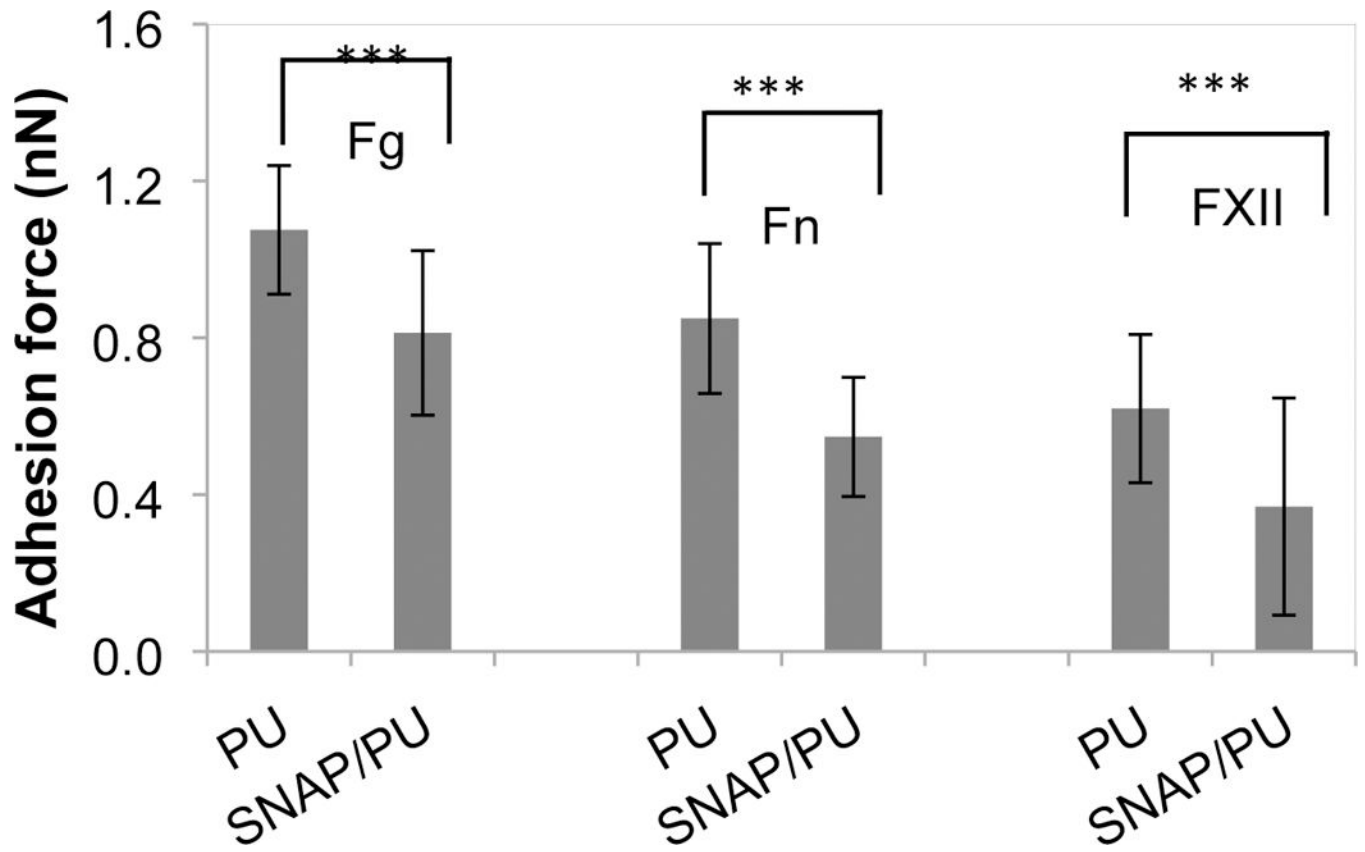 Adhesion force (nN)
1.6
1.2
0.8
0.4
0.0
***
Fg
***
Fn
***
FXII
PU
SNAP/PU
PU
SNAP/PU
PU
SNAP/PU